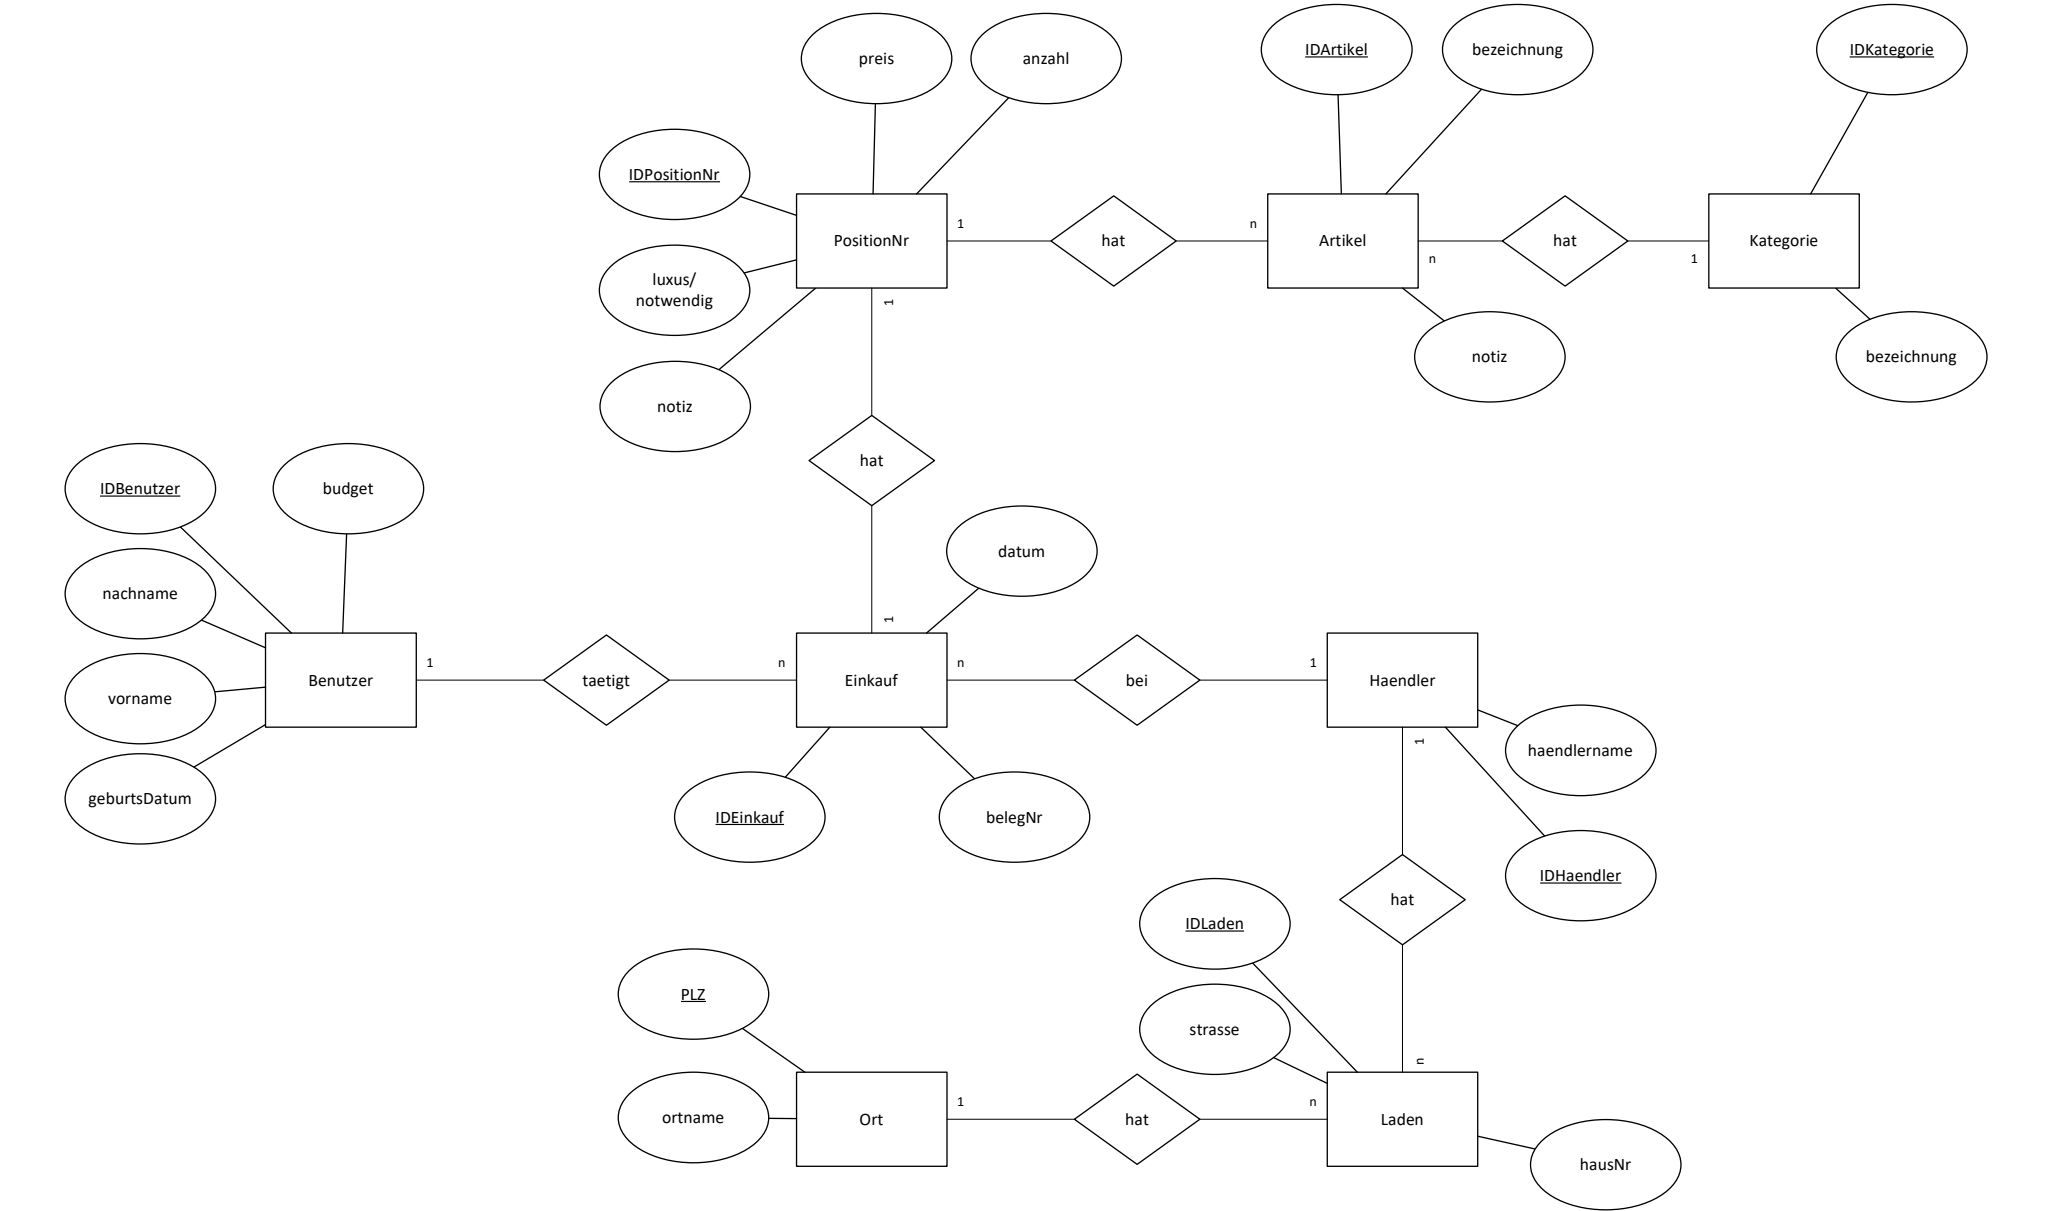 preis
anzahl
IDArtikel
bezeichnung
IDKategorie
IDPositionNr
PositionNr
1
hat
n
Artikel
n
hat
1
Kategorie
luxus/
notwendig
1
notiz
notiz
bezeichnung
hat
IDBenutzer
budget
datum
nachname
1
Benutzer
1
taetigt
n
Einkauf
n
bei
1
Haendler
vorname
geburtsDatum
1
haendlername
IDEinkauf
belegNr
IDHaendler
hat
IDLaden
PLZ
strasse
n
ortname
Ort
1
hat
n
Laden
hausNr